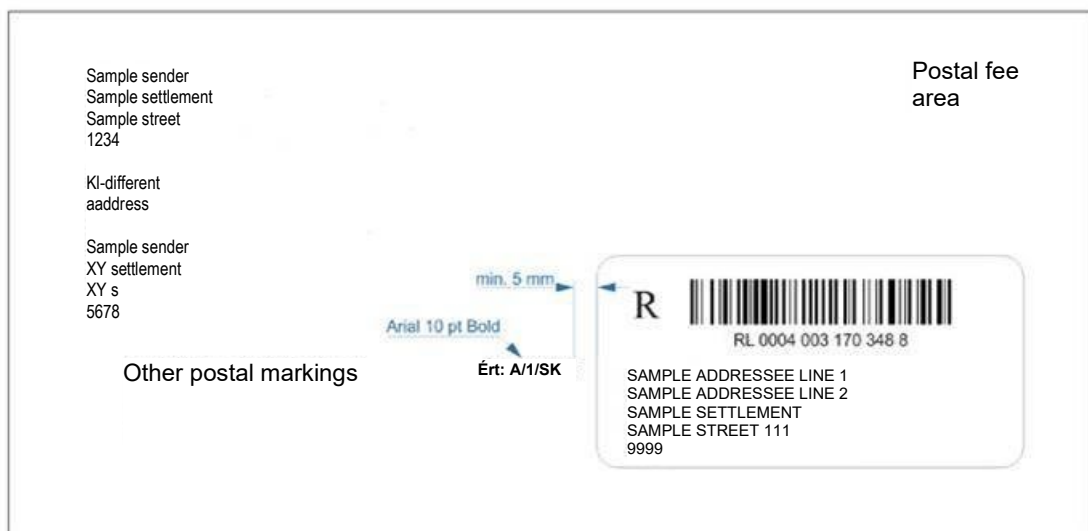 Sample sender
Sample settlement
Sample street
1234
KI-different
aaddress
Sample sender
XY settlement
XY s
5678
Postal fee
area
min. 5 mm
Arial 10 pt Bold
Other postal markings
Ért: A/1/SK
R
RL 0004 003 170 348 8
SAMPLE ADDRESSEE LINE 1
SAMPLE ADDRESSEE LINE 2
SAMPLE SETTLEMENT
SAMPLE STREET 111
9999